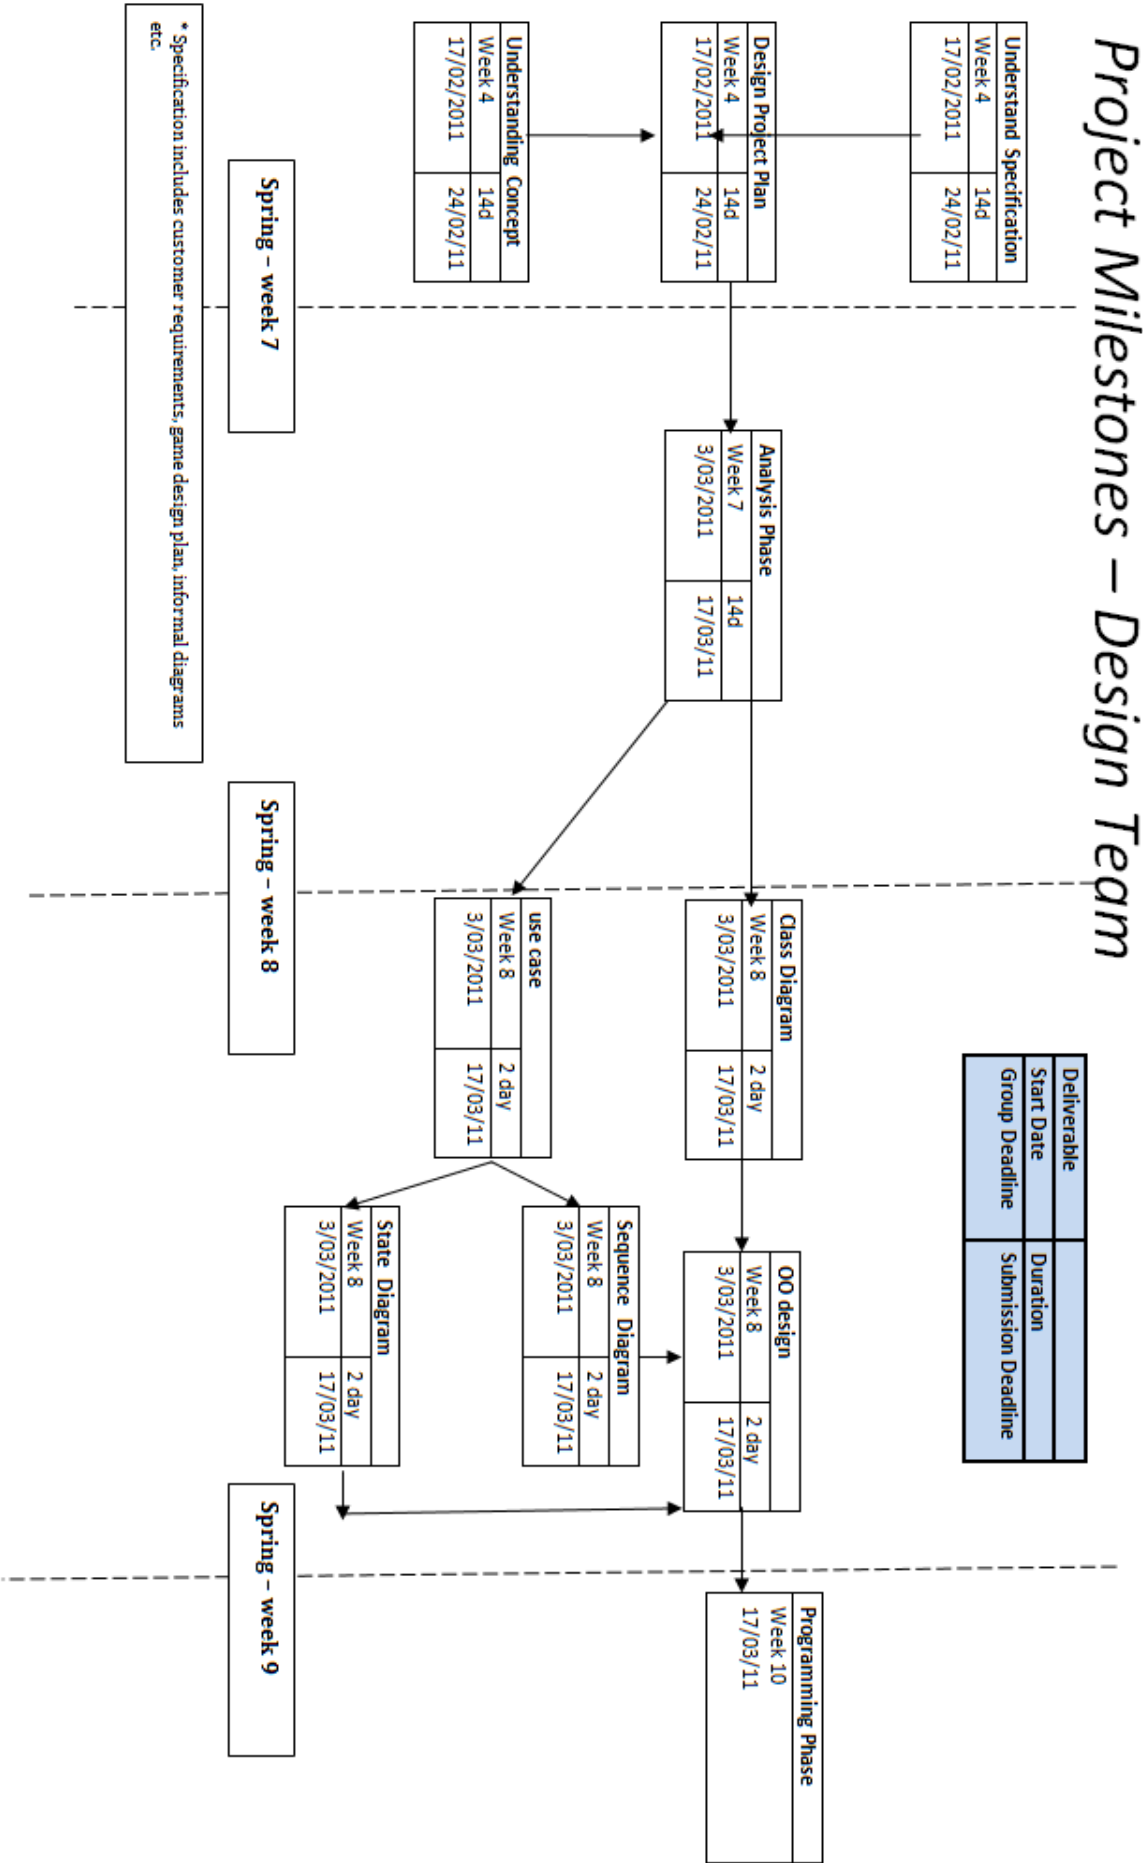 Project Milestones – Design Team
Deliverable
Start Date Duration
Group Deadline Submission Deadline
Understand Specification
Week 4 14d
17/02/2011 24/02/11
Design Project Plan
Week 4 14d
17/02/2011 24/02/11
Understanding Concept
Week 4 14d
17/02/2011 24/02/11
Analysis Phase
Week 7 14d
3/03/2011 17/03/11
Class Diagram
Week 8 2 day
3/03/2011 17/03/11
use case
Week 8 2 day
3/03/2011 17/03/11
OO design
Week 8 2 day
3/03/2011 17/03/11
Sequence Diagram
Week 8 2 day
3/03/2011 17/03/11
State Diagram
Week 8 2 day
3/03/2011 17/03/11
Programming Phase
Week 10
17/03/11
Spring – week 7
Spring – week 8
Spring – week 9
* Specification includes customer requirements, game design plan, informal diagrams
etc.